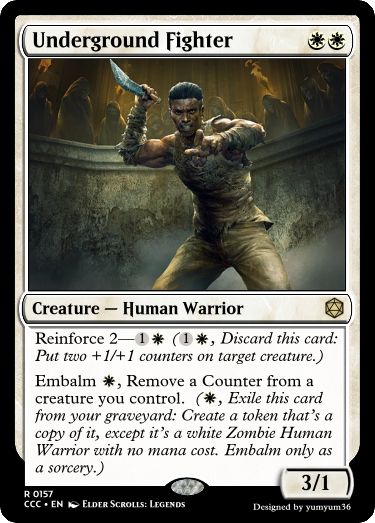 Underground Fighter
Creature — Human Warrior
Reinforce 2—1 (1, Discard this card:
Put two +1/+1 counters on target creature.)
Embalm , Remove a Counter from a
creature you control. (, Exile this card
from your graveyard: Create a token that's a
copy of it, except it's a white Zombie Human
Warrior with no mana cost. Embalm only as
a sorcery.)
3/1
R 0157
CCC • EN Elder Scrolls: Legends
Designed by yumyum36